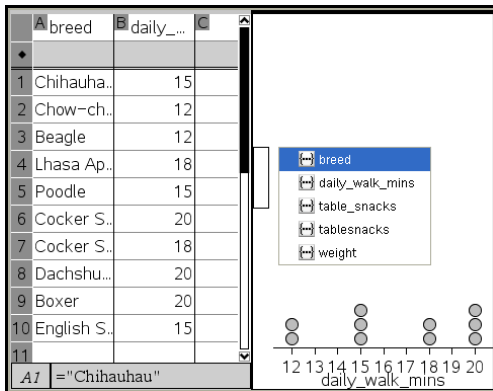 A breed B daily_... C
◆
1 Chihauha.. 15
2 Chow-ch.. 12
3 Beagle 12
4 Lhasa Ap.. 18
5 Poodle 15
6 Cocker S.. 20
7 Cocker S.. 18
8 Dachshu.. 20
9 Boxer 20
10 English S.. 15
11
A1 ="Chihauhau"
breed
daily_walk_mins
table_snacks
tablesnacks
weight
12 13 14 15 16 17 18 19 20
daily_walk_mins